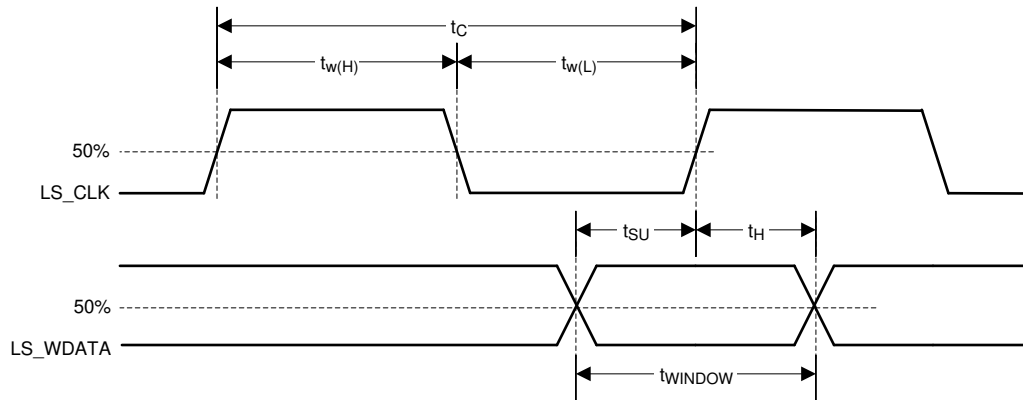 tC
tw(H) tw(L)
50%
LS_CLK
tSU tH
50%
LS_WDATA
tWINDOW